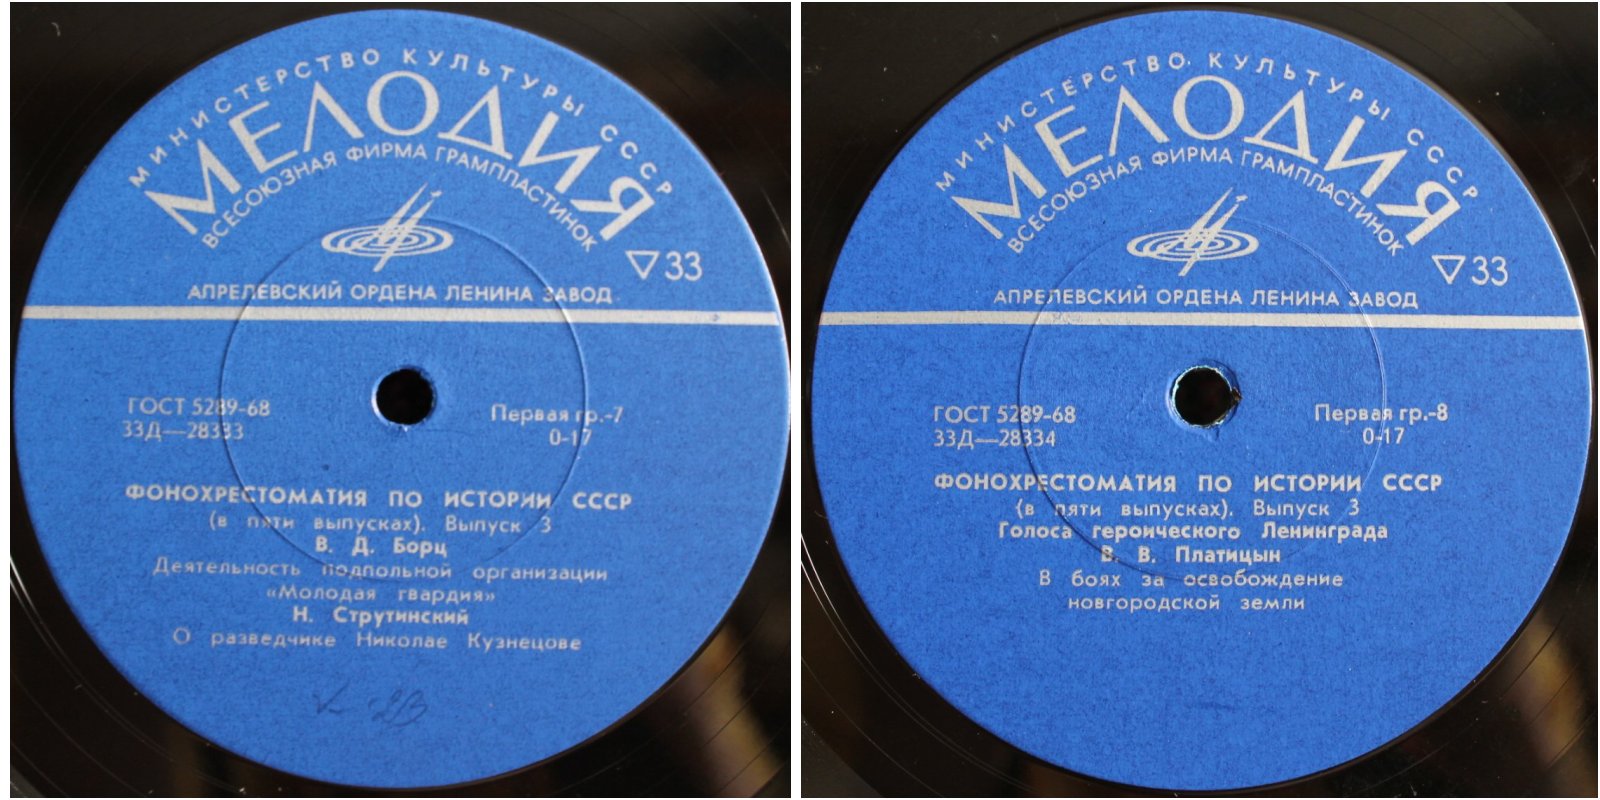 МИНИСТЕРСТВО КУЛЬТУРЫ СССР
МЕЛОДИЯ
ВСЕСОЮЗНАЯ ФИРМА ГРАМПЛАСТИНОК
33
АПРЕЛЕВСКИЙ ОРДЕНА ЛЕНИНА ЗАВОД
ГОСТ 5289-68
33Д—28333
Первая гр.-7
0-17
ФОНОХРЕСТОМАТИЯ ПО ИСТОРИИ СССР
(в пяти выпусках). Выпуск 3
В. Д. Борц
Деятельность подпольной организации
«Молодая гвардия»
Н. Струтинский
О разведчике Николае Кузнецове
МИНИСТЕРСТВО КУЛЬТУРЫ СССР
МЕЛОДИЯ
ВСЕСОЮЗНАЯ ФИРМА ГРАМПЛАСТИНОК
33
АПРЕЛЕВСКИЙ ОРДЕНА ЛЕНИНА ЗАВОД
ГОСТ 5289-68
33Д—28334
Первая гр.-8
0-17
ФОНОХРЕСТОМАТИЯ ПО ИСТОРИИ СССР
(в пяти выпусках). Выпуск 3
Голоса героического Ленинграда
В. В. Платицын
В боях за освобождение
новгородской земли